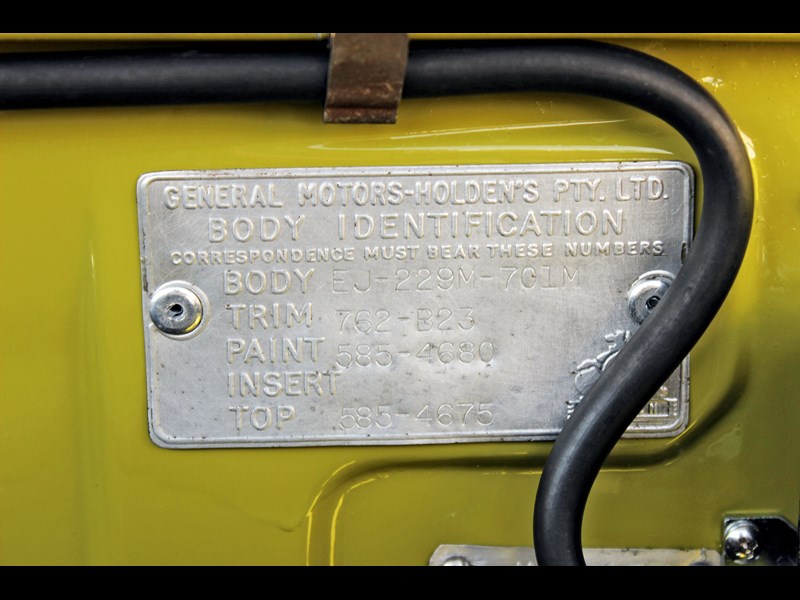 GENERAL MOTORS-HOLDEN'S PTY. LTD.
BODY IDENTIFICATION
CORRESPONDENCE MUST BEAR THESE NUMBERS
BODY EJ-229M-701M
TRIM 762-B23
PAINT 585-4680
INSERT
TOP 585-4675